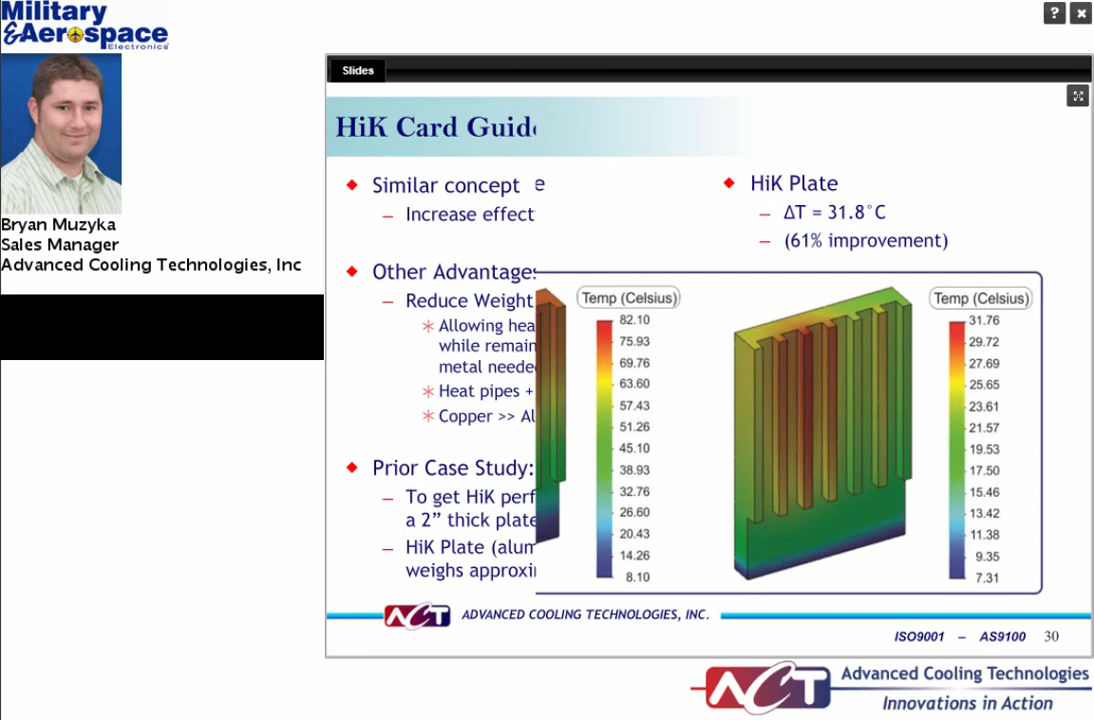 Military
&Aerospace
Electronics
? ×
Bryan Muzyka
Sales Manager
Advanced Cooling Technologies, Inc
Slides
HiK Card Guid
Similar concept e
– Increase effect
Other Advantages
– Reduce Weight
Allowing hea
while remain
metal neede
Heat pipes +
Copper >> Al
Prior Case Study:
– To get HiK perf
a 2” thick plate
– HiK Plate (alum
weighs approxi
HiK Plate
– ΔT = 31.8°C
– (61% improvement)
Temp (Celsius)
82.10
75.93
69.76
63.60
57.43
51.26
45.10
38.93
32.76
26.60
20.43
14.26
8.10
Temp (Celsius)
31.76
29.72
27.69
25.65
23.61
21.57
19.53
17.50
15.46
13.42
11.38
9.35
7.31
ACT ADVANCED COOLING TECHNOLOGIES, INC.
ISO9001 – AS9100 30
ACT
Advanced Cooling Technologies
Innovations in Action